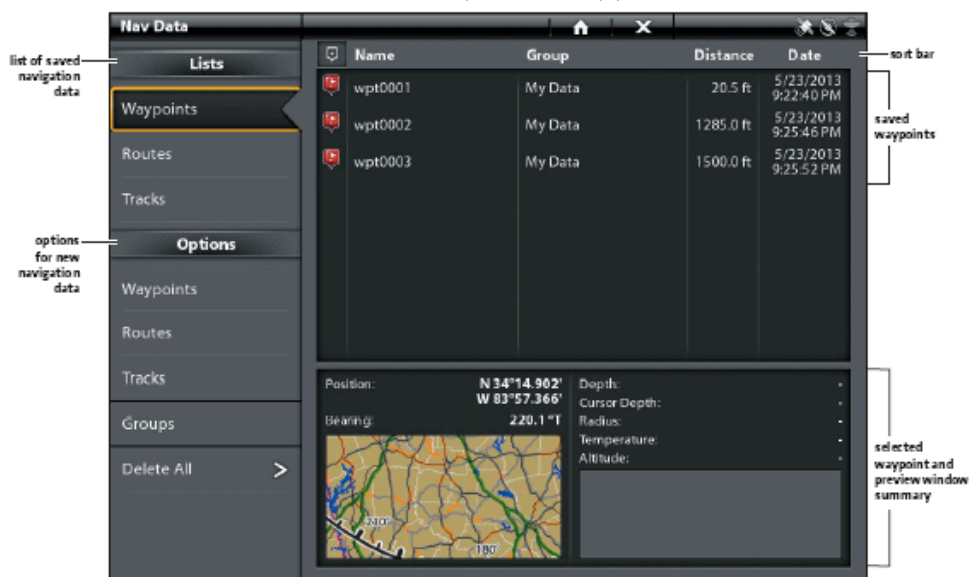 Nav Data
list of saved
navigation
data
Lists
Waypoints
Routes
Tracks
options
for new
navigation
data
Options
Waypoints
Routes
Tracks
Groups
Delete All >
Name Group Distance Date
sort bar
wpt0001 My Data 20.5 ft 5/23/2013 9:22:40 PM
wpt0002 My Data 1285.0 ft 5/23/2013 9:25:46 PM
wpt0003 My Data 1500.0 ft 5/23/2013 9:25:52 PM
saved
waypoints
Position: N 34°14.902'
W 83°57.366'
Bearing: 220.1 °T
240°
180°
Depth: -
Cursor Depth: -
Radius: -
Temperature: -
Altitude: -
selected
waypoint and
preview window
summary